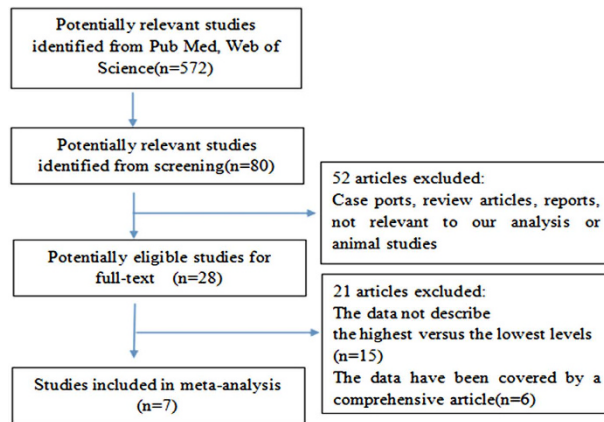 Potentially relevant studies
identified from Pub Med, Web of
Science(n=572)
Potentially relevant studies
identified from screening(n=80)
52 articles excluded:
Case ports, review articles, reports,
not relevant to our analysis or
animal studies
Potentially eligible studies for
full-text (n=28)
21 articles excluded:
The data not describe
the highest versus the lowest levels
(n=15)
The data have been covered by a
comprehensive article(n=6)
Studies included in meta-analysis
(n=7)